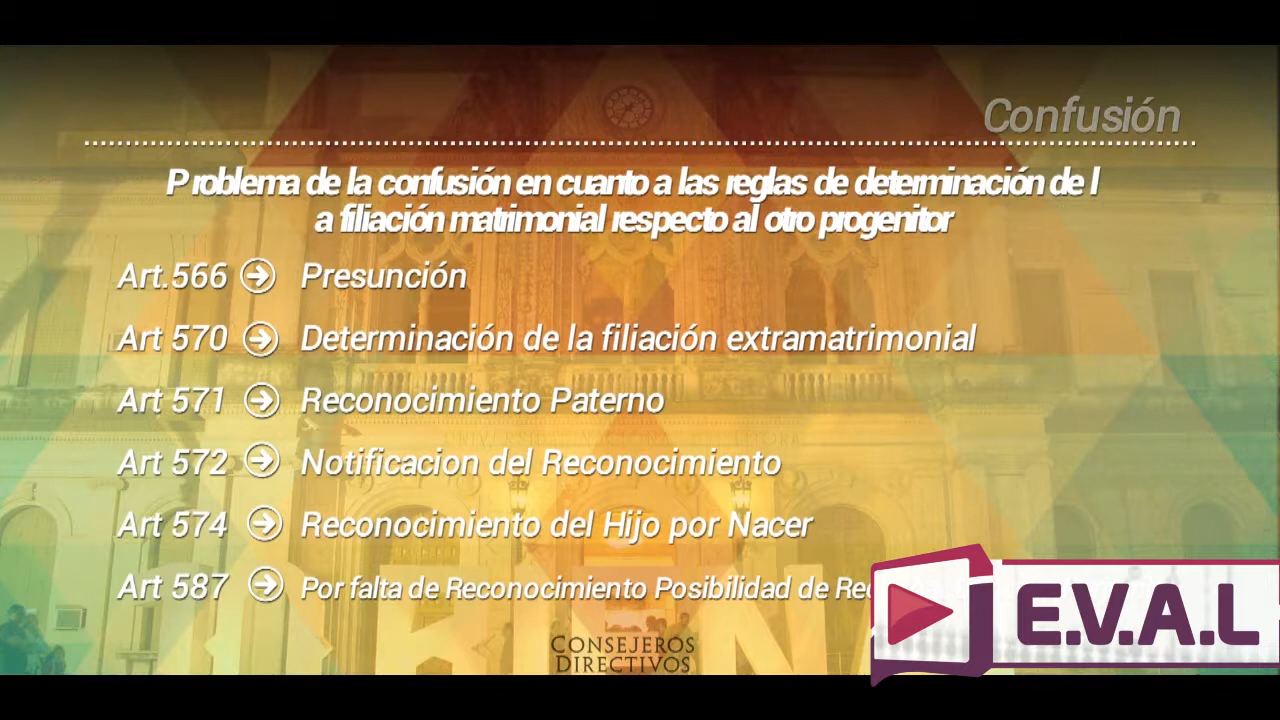 Confusión
Problema de la confusión en cuanto a las reglas de determinación de l
a filiación matrimonial respecto al otro progenitor
Art.566 Presunción
Art 570 Determinación de la filiación extramatrimonial
Art 571 Reconocimiento Paterno
Art 572 Notificacion del Reconocimiento
Art 574 Reconocimiento del Hijo por Nacer
Art 587 Por falta de Reconocimiento Posibilidad de
E.V.A.L
CONSEJEROS
DIRECTIVOS